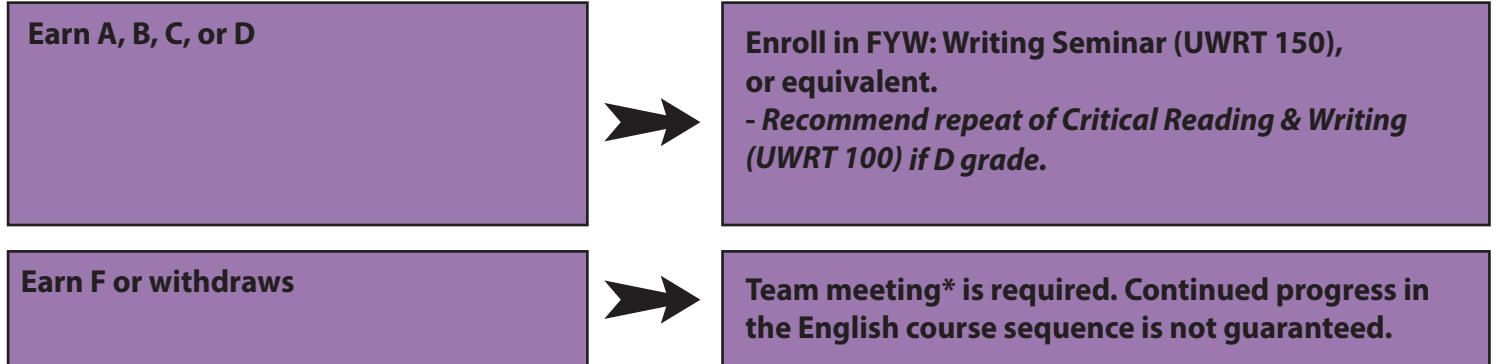 Earn A, B, C, or D
Enroll in FYW: Writing Seminar (UWRT 150),
or equivalent.
- Recommend repeat of Critical Reading & Writing
(UWRT 100) if D grade.
Earn F or withdraws
Team meeting* is required. Continued progress in
the English course sequence is not guaranteed.